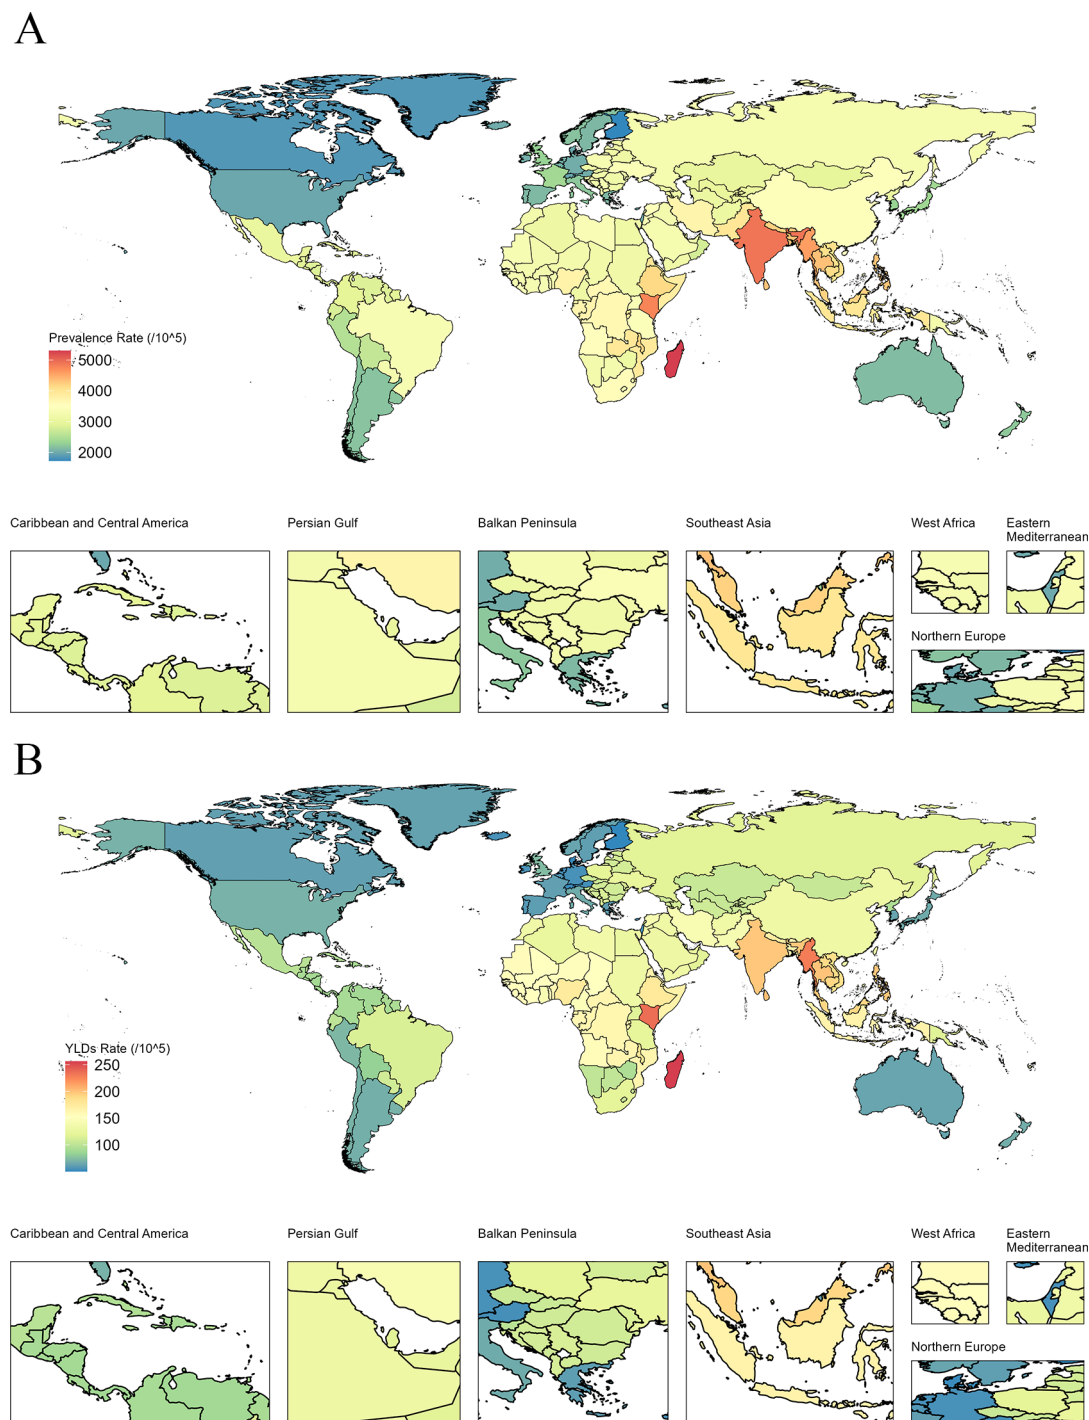 A
Prevalence Rate (/10^5)
5000
4000
3000
2000
Caribbean and Central America
Persian Gulf
Balkan Peninsula
Southeast Asia
West Africa
Eastern
Mediterranean
Northern Europe
B
YLDs Rate (/10^5)
250
200
150
100
Caribbean and Central America
Persian Gulf
Balkan Peninsula
Southeast Asia
West Africa
Eastern
Mediterranean
Northern Europe